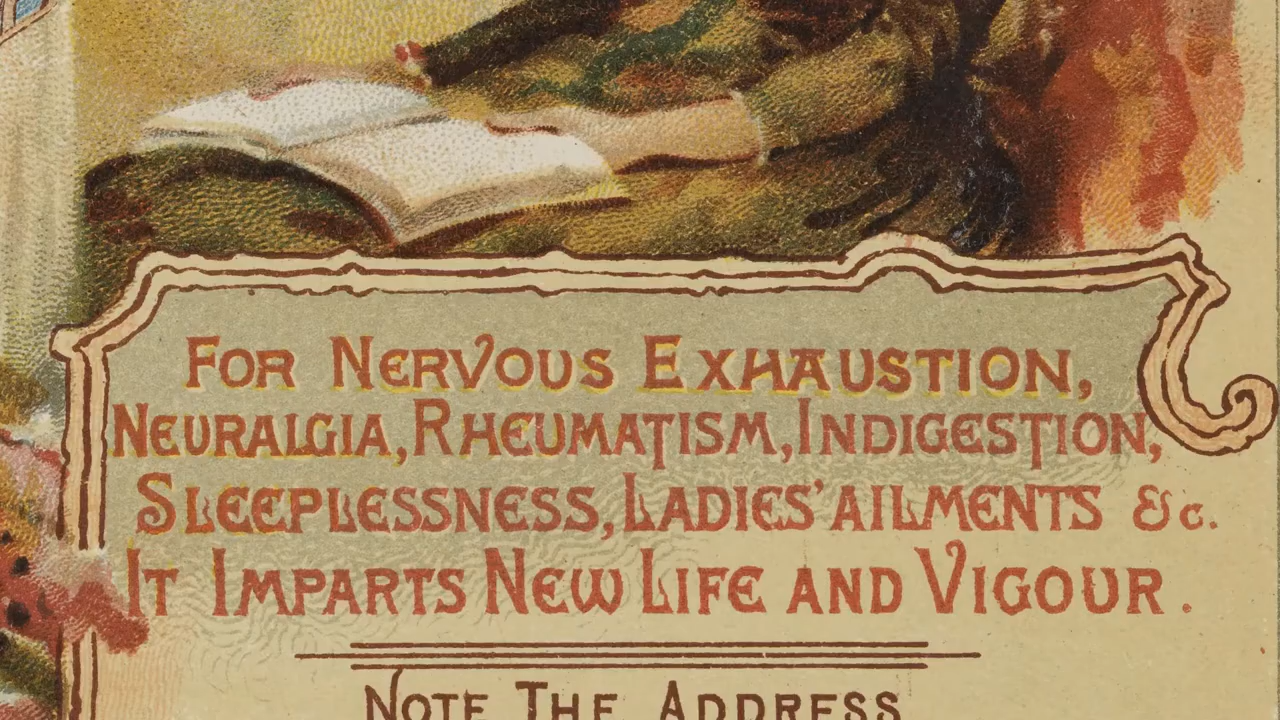 For Nervous Exhaustion,
Neuralgia, Rheumatism, Indigestion,
Sleeplessness, Ladies' ailments &c.
It Imparts New Life and Vigour.
Note The Address